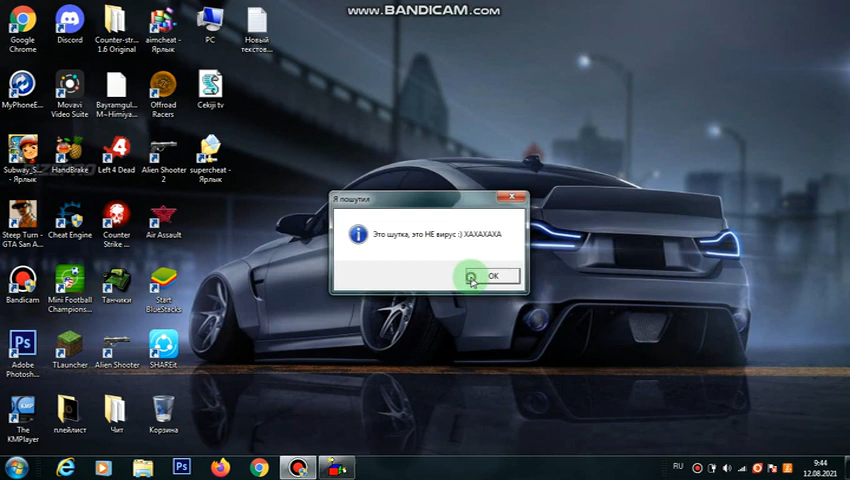 www.BANDICAM.com
Google
Chrome
Discord
Counter-str...
1.6 Original
aimcheat -
Ярлык
PC
Новый
тексто...
MyPhoneE...
Movavi
Video Suite
Bayramgul...
M~Himiya...
Offroad
Racers
Cekiji tv
Subway_S...
- Ярлык
HandBrake
Left 4 Dead
Alien Shooter
2
supercheat -
Ярлык
Steep Turn -
GTA San A...
Cheat Engine
Counter
Strike ...
Air Assault
Bandicam
Mini Football
Champions...
Танчики
Start
BlueStacks
Adobe
Photosh...
TLauncher
Alien Shooter
SHAREit
The
KMPlayer
плейлист
Чит
Корзина
Я пошутил
Это шутка, это НЕ вирус :) ХАХАХАХА
OK
RU
9:44
12.08.2021